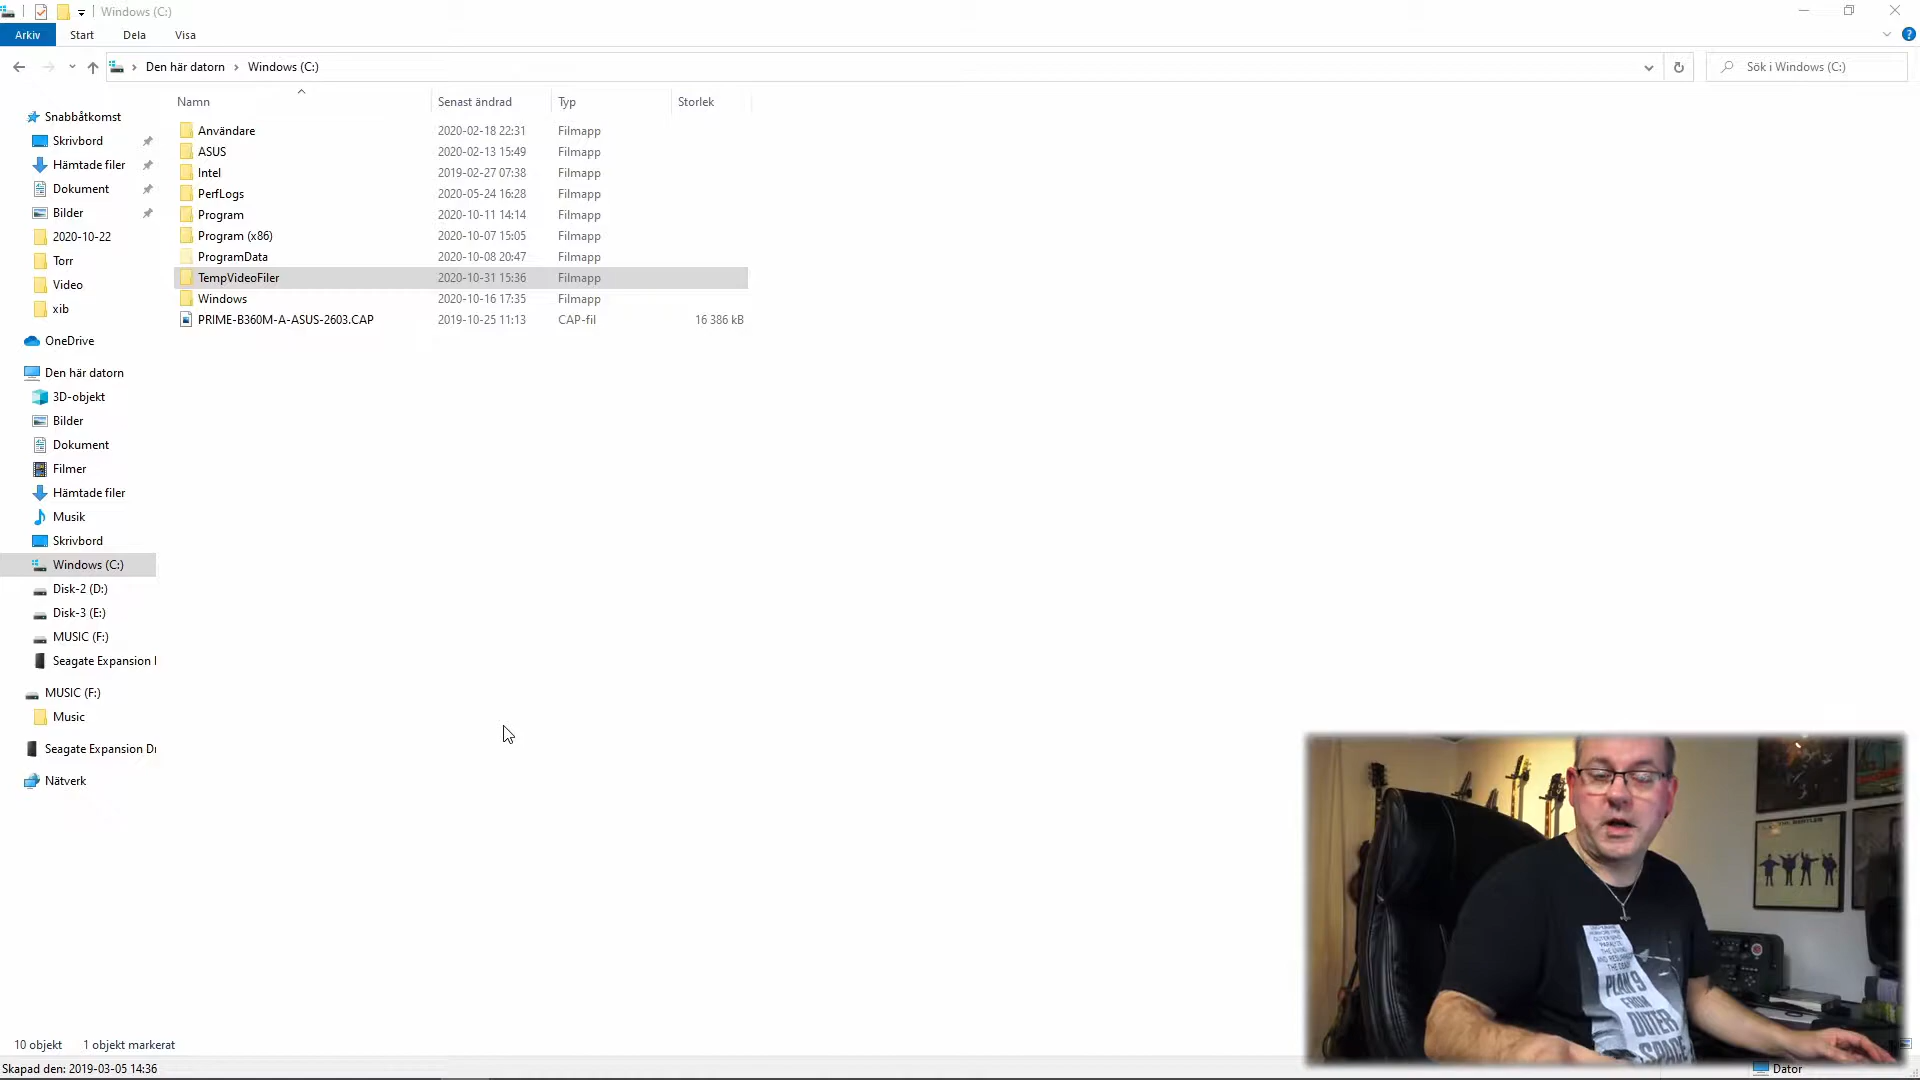 Windows (C:)
Arkiv Start Dela Visa
Den här datorn Windows (C:) Sök i Windows (C:)
Namn Senast ändrad Typ Storlek
Användare 2020-02-18 22:31 Filmapp
ASUS 2020-02-13 15:49 Filmapp
Intel 2019-02-27 07:38 Filmapp
PerfLogs 2020-05-24 16:28 Filmapp
Program 2020-10-11 14:14 Filmapp
Program (x86) 2020-10-07 15:05 Filmapp
ProgramData 2020-10-08 20:47 Filmapp
TempVideoFiler 2020-10-31 15:36 Filmapp
Windows 2020-10-16 17:35 Filmapp
PRIME-B360M-A-ASUS-2603.CAP 2019-10-25 11:13 CAP-fil 16 386 kB
Snabbåtkomst
Skrivbord
Hämtade filer
Dokument
Bilder
2020-10-22
Torr
Video
xib
OneDrive
Den här datorn
3D-objekt
Bilder
Dokument
Filmer
Hämtade filer
Musik
Skrivbord
Windows (C:)
Disk-2 (D:)
Disk-3 (E:)
MUSIC (F:)
Seagate Expansion
MUSIC (F:)
Music
Seagate Expansion Dr
Nätverk
10 objekt 1 objekt markerat
Skapad den: 2019-03-05 14:36
Dator
PLAN 9
FROM
OUTER
SPACE